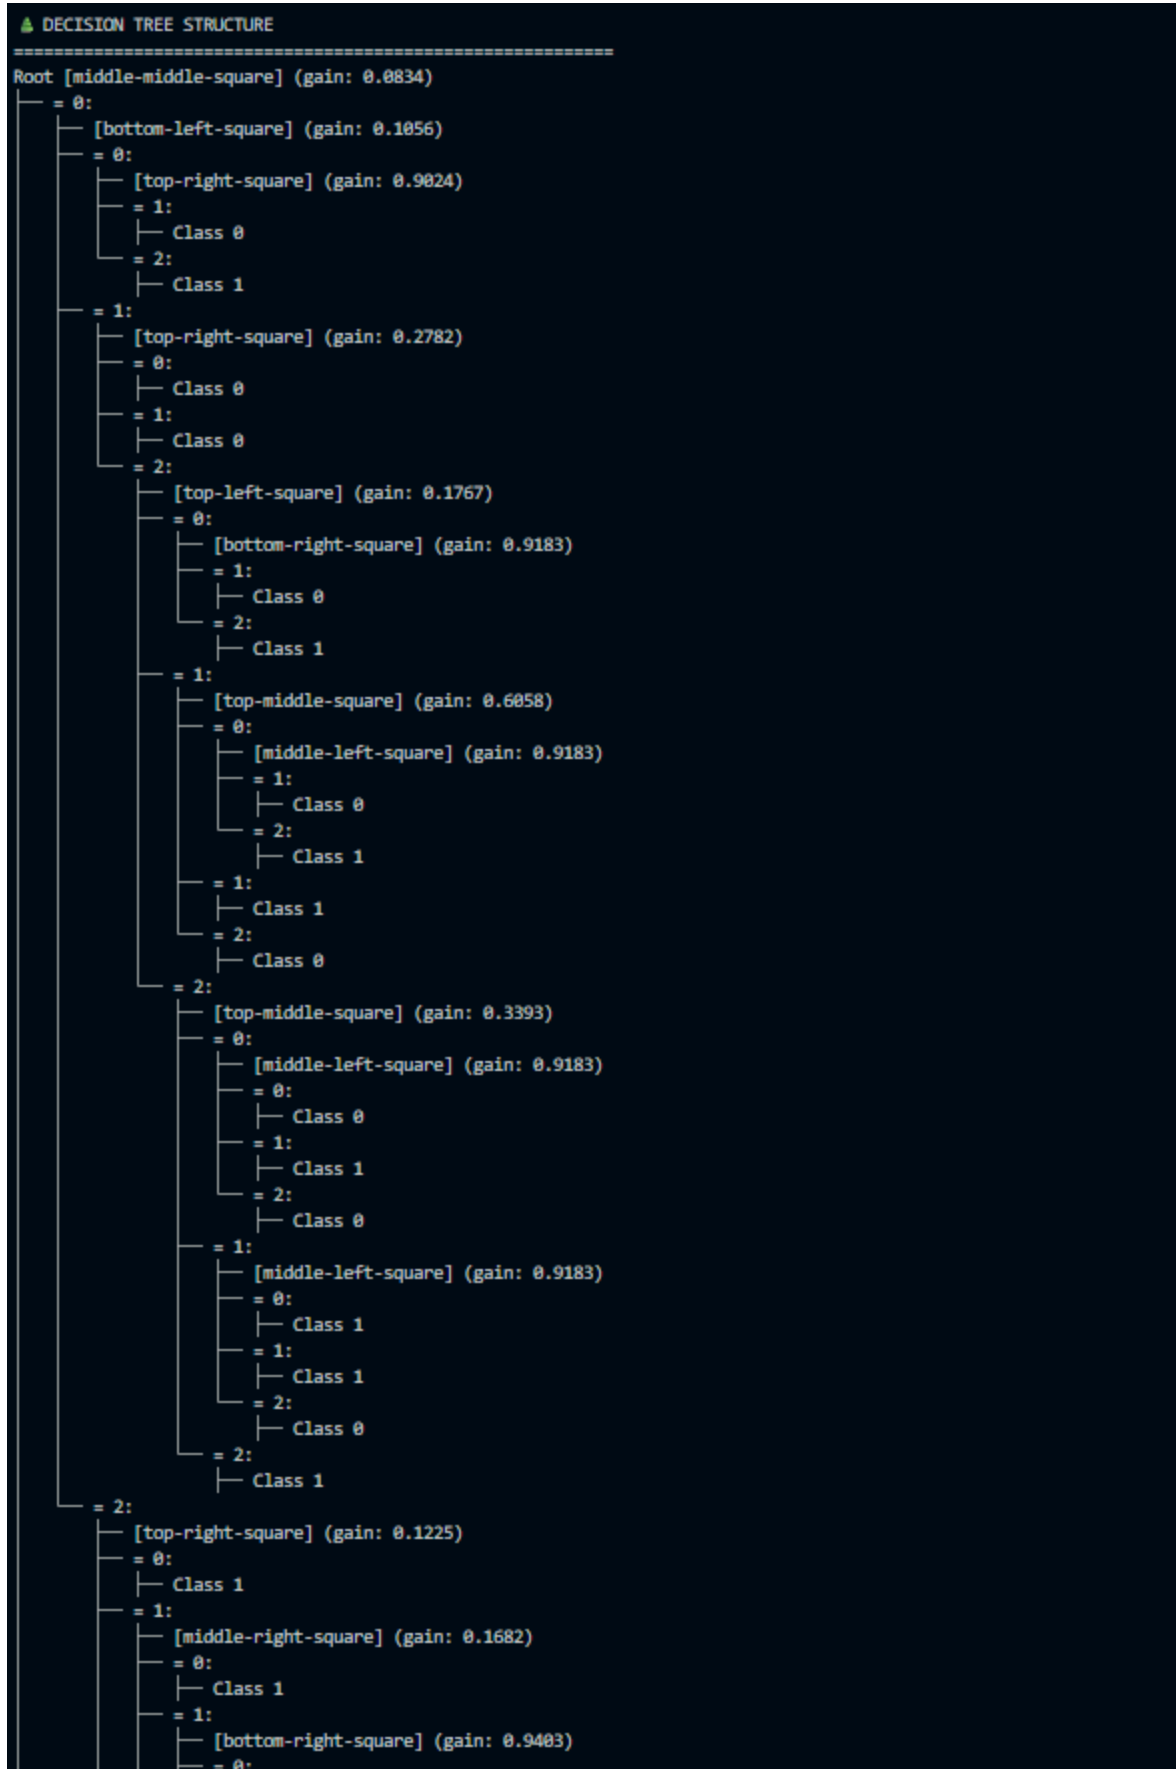 🌲 DECISION TREE STRUCTURE
============================================================
Root [middle-middle-square] (gain: 0.0834)
├── = 0:
│   ├── [bottom-left-square] (gain: 0.1056)
│   ├── = 0:
│   │   ├── [top-right-square] (gain: 0.9024)
│   │   ├── = 1:
│   │   │   ├── Class 0
│   │   └── = 2:
│   │       ├── Class 1
│   ├── = 1:
│   │   ├── [top-right-square] (gain: 0.2782)
│   │   ├── = 0:
│   │   │   ├── Class 0
│   │   ├── = 1:
│   │   │   ├── Class 0
│   │   └── = 2:
│   │       ├── [top-left-square] (gain: 0.1767)
│   │       ├── = 0:
│   │       │   ├── [bottom-right-square] (gain: 0.9183)
│   │       │   ├── = 1:
│   │       │   │   ├── Class 0
│   │       │   └── = 2:
│   │       │       ├── Class 1
│   │       ├── = 1:
│   │       │   ├── [top-middle-square] (gain: 0.6058)
│   │       │   ├── = 0:
│   │       │   │   ├── [middle-left-square] (gain: 0.9183)
│   │       │   │   ├── = 1:
│   │       │   │   │   ├── Class 0
│   │       │   │   └── = 2:
│   │       │   │       ├── Class 1
│   │       │   ├── = 1:
│   │       │   │   ├── Class 1
│   │       │   └── = 2:
│   │       │       ├── Class 0
│   │       └── = 2:
│   │           ├── [top-middle-square] (gain: 0.3393)
│   │           ├── = 0:
│   │           │   ├── [middle-left-square] (gain: 0.9183)
│   │           │   ├── = 0:
│   │           │   │   ├── Class 0
│   │           │   ├── = 1:
│   │           │   │   ├── Class 1
│   │           │   └── = 2:
│   │           │       ├── Class 0
│   │           ├── = 1:
│   │           │   ├── [middle-left-square] (gain: 0.9183)
│   │           │   ├── = 0:
│   │           │   │   ├── Class 1
│   │           │   ├── = 1:
│   │           │   │   ├── Class 1
│   │           │   └── = 2:
│   │           │       ├── Class 0
│   │           └── = 2:
│   │               ├── Class 1
│   └── = 2:
│       ├── [top-right-square] (gain: 0.1225)
│       ├── = 0:
│       │   ├── Class 1
│       ├── = 1:
│       │   ├── [middle-right-square] (gain: 0.1682)
│       │   ├── = 0:
│       │   │   ├── Class 1
│       │   ├── = 1:
│       │   │   ├── [bottom-right-square] (gain: 0.9403)
│       │   │   ├── = 0: